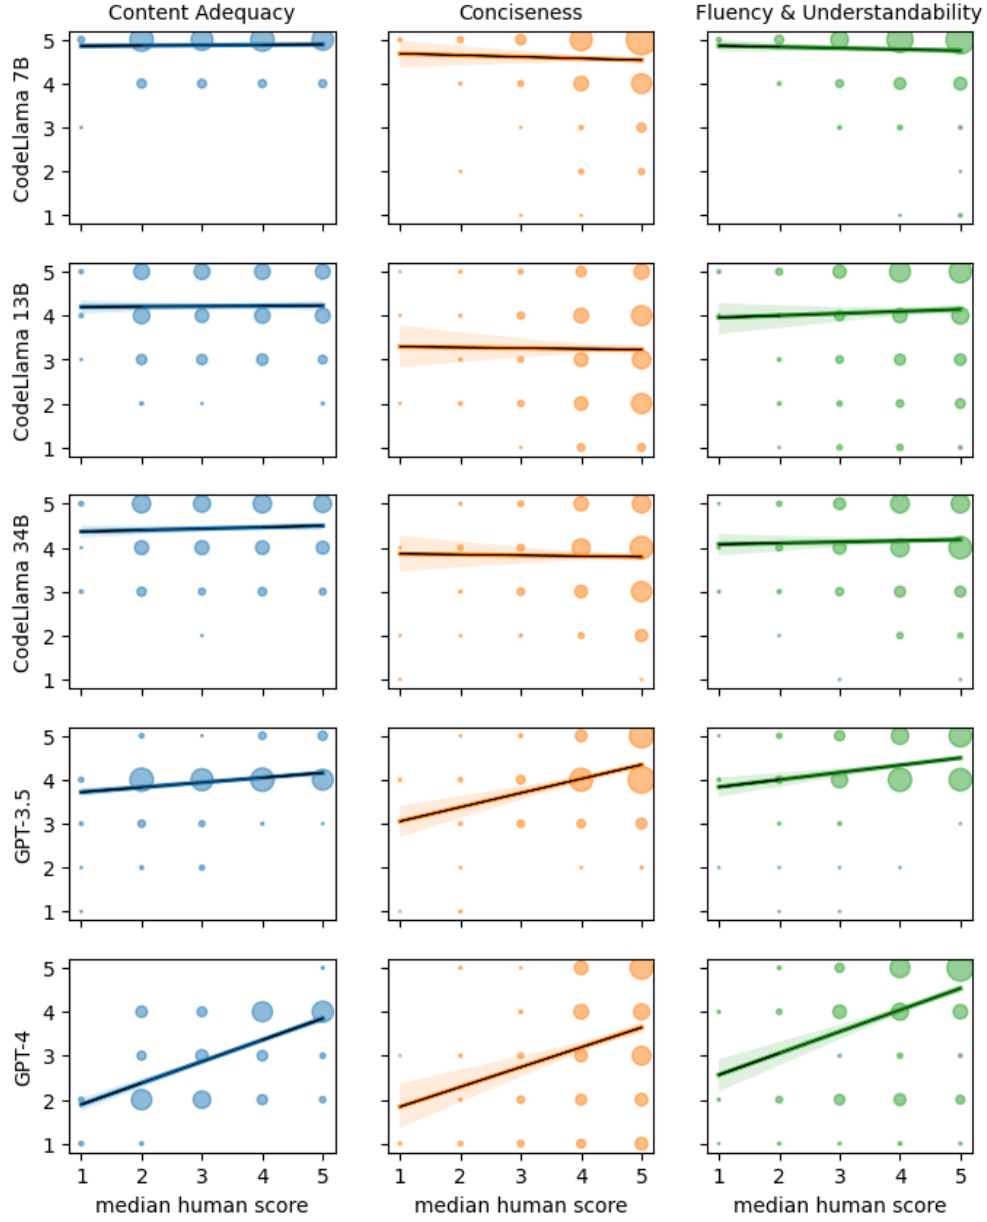 Content Adequacy
Conciseness
Fluency & Understandability
CodeLlama 7B
5
4
3
2
1
CodeLlama 13B
5
4
3
2
1
CodeLlama 34B
5
4
3
2
1
GPT-3.5
5
4
3
2
1
GPT-4
5
4
3
2
1
1 2 3 4 5
1 2 3 4 5
1 2 3 4 5
median human score
median human score
median human score